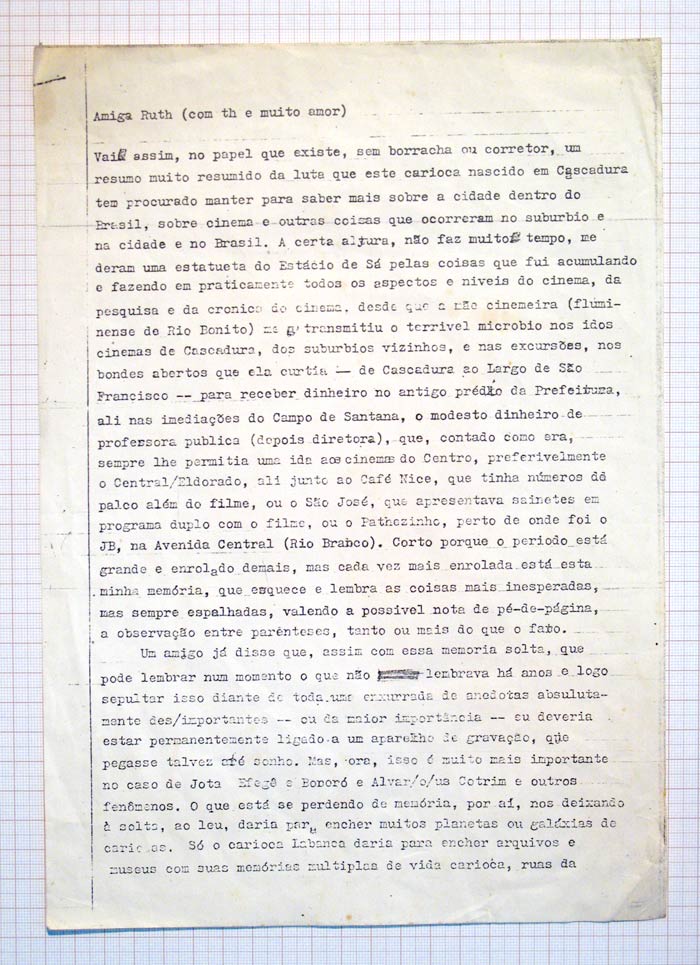 Amiga Ruth (com th e muito amor)
Vai assim, no papel que existe, sem borracha ou corretor, um
resumo muito resumido da luta que este carioca nascido em Cascadura
tem procurado manter para saber mais sobre a cidade dentro do
Brasil, sobre cinema e outras coisas que ocorreram no suburbio e
na cidade e no Brasil. A certa altura, não faz muito tempo, me
deram uma estatueta do Estácio de Sá pelas coisas que fui acumulando
e fazendo em praticamente todos os aspectos e niveis do cinema, da
pesquisa e da cronica do cinema. desde que a mãe cinemeira (flumi-
nense de Rio Bonito) me transmitiu o terrivel microbio nos idos
cinemas de Cascadura, dos suburbios vizinhos, e nas excursões, nos
bondes abertos que ela curtia — de Cascadura ao Largo de São
Francisco -- para receber dinheiro no antigo prédio da Prefeitura,
ali nas imediações do Campo de Santana, o modesto dinheiro de
professora publica (depois diretora), que, contado como era,
sempre lhe permitia uma ida aos cinemas do Centro, preferivelmente
o Central/Eldorado, ali junto ao Café Nice, que tinha números de
palco além do filme, ou o São José, que apresentava sainetes em
programa duplo com o filme, ou o Pathezinho, perto de onde foi o
JB, na Avenida Central (Rio Branco). Corto porque o periodo está
grande e enrolado demais, mas cada vez mais enrolada está esta
minha memória, que esquece e lembra as coisas mais inesperadas,
mas sempre espalhadas, valendo a possivel nota de pé-de-página,
a observação entre parênteses, tanto ou mais do que o fato.
Um amigo já disse que, assim com essa memoria solta, que
pode lembrar num momento o que não lembrava há anos e logo
sepultar isso diante de toda uma enxurrada de anedotas absoluta-
mente des/importantes -- ou da maior importância -- eu deveria
estar permanentemente ligado a um aparelho de gravação, que
pegasse talvez até sonho. Mas, ora, isso é muito mais importante
no caso de Jota Efegê e Bororó e Alvar/o/us Cotrim e outros
fenômenos. O que está se perdendo de memória, por aí, nos deixando
à solta, ao leu, daria para encher muitos planetas ou galáxias de
cariocas. Só o carioca Labanca daria para encher arquivos e
museus com suas memórias multiplas de vida carioca, ruas da